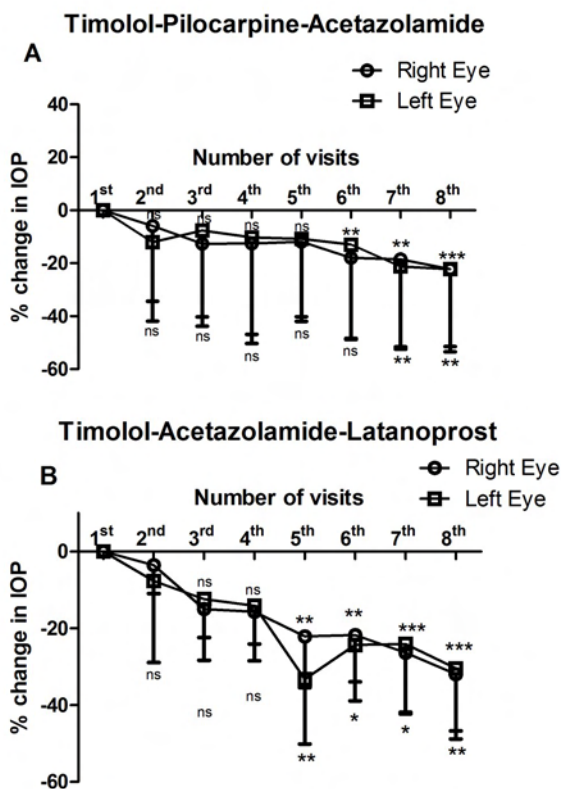 Timolol-Pilocarpine-Acetazolamide
A
Right Eye
Left Eye
40
20
0
-20
-40
-60
% change in IOP
Number of visits
1st 2nd 3rd 4th 5th 6th 7th 8th
ns ns ns ns ** ** ***
ns ns ns ns ns ** **
Timolol-Acetazolamide-Latanoprost
B
Right Eye
Left Eye
Number of visits
1st 2nd 3rd 4th 5th 6th 7th 8th
0
-20
-40
-60
% change in IOP
ns ns ** ** *** ***
ns ns ns ** * * **